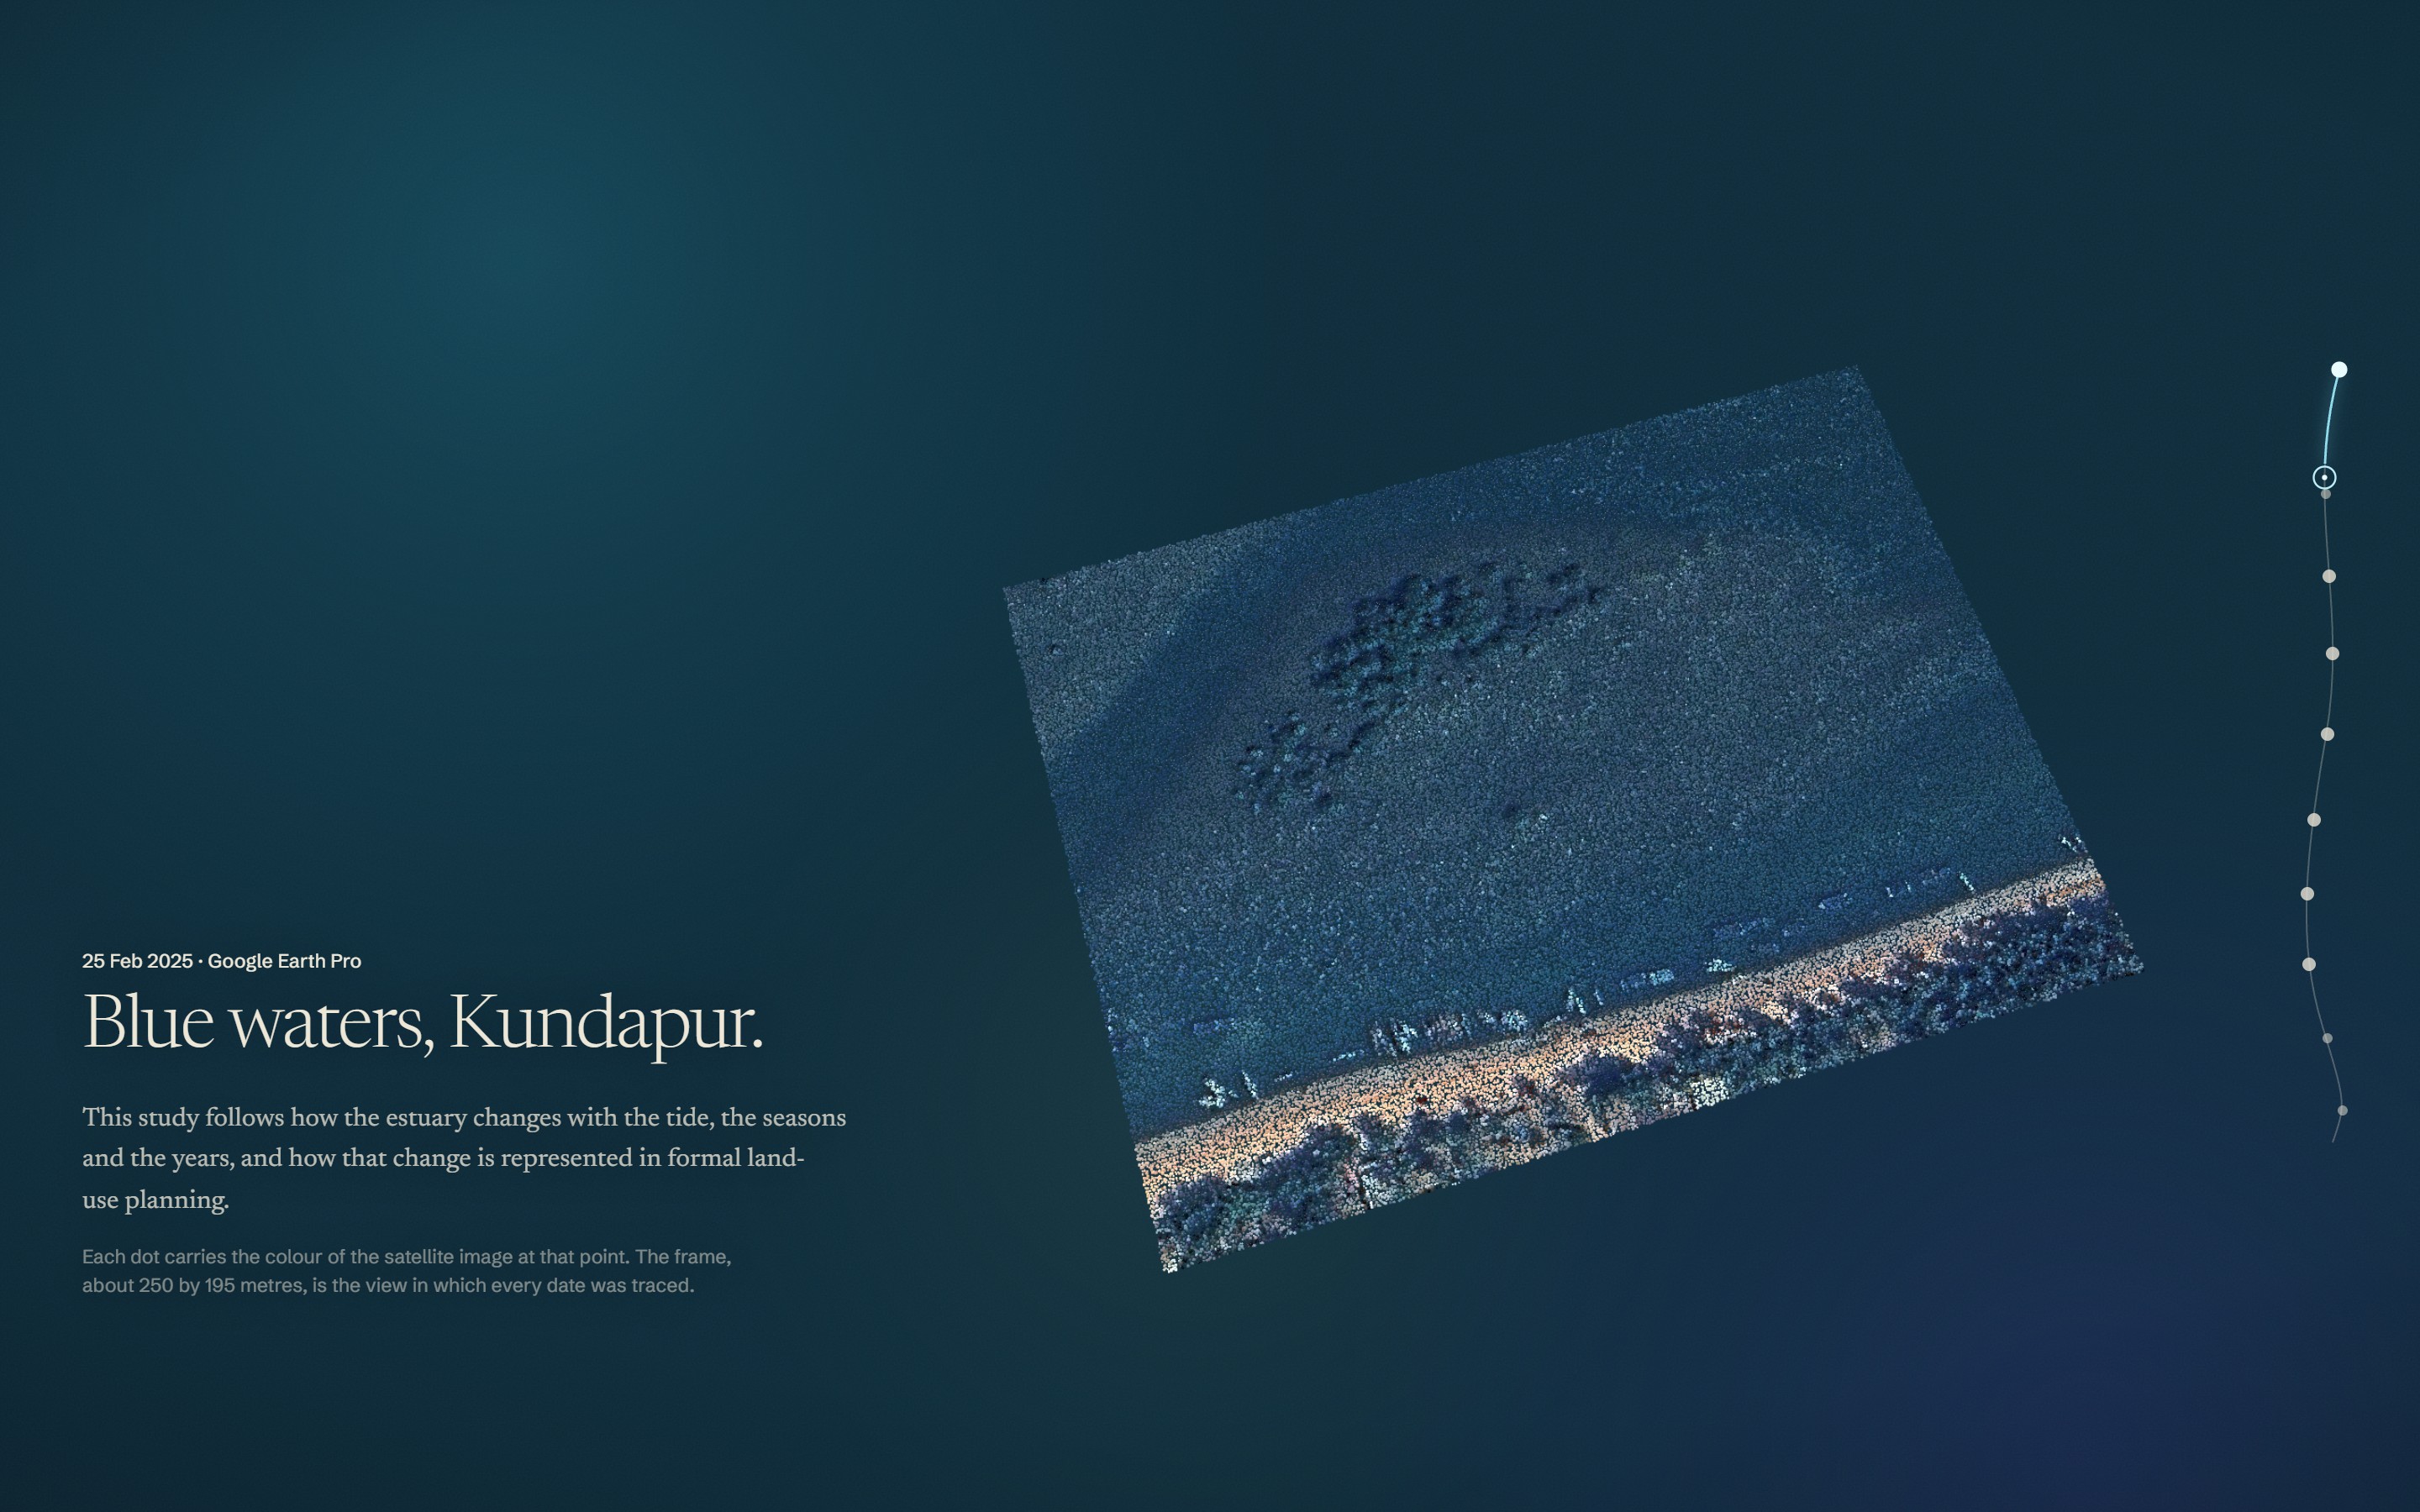 25 Feb 2025 · Google Earth Pro
Blue waters, Kundapur.
This study follows how the estuary changes with the tide, the seasons
and the years, and how that change is represented in formal land-
use planning.
Each dot carries the colour of the satellite image at that point. The frame,
about 250 by 195 metres, is the view in which every date was traced.